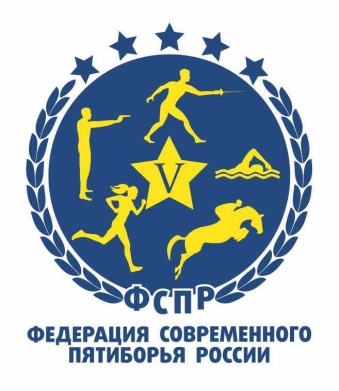 V
ФСПР
ФЕДЕРАЦИЯ СОВРЕМЕННОГО
ПЯТИБОРЬЯ РОССИИ